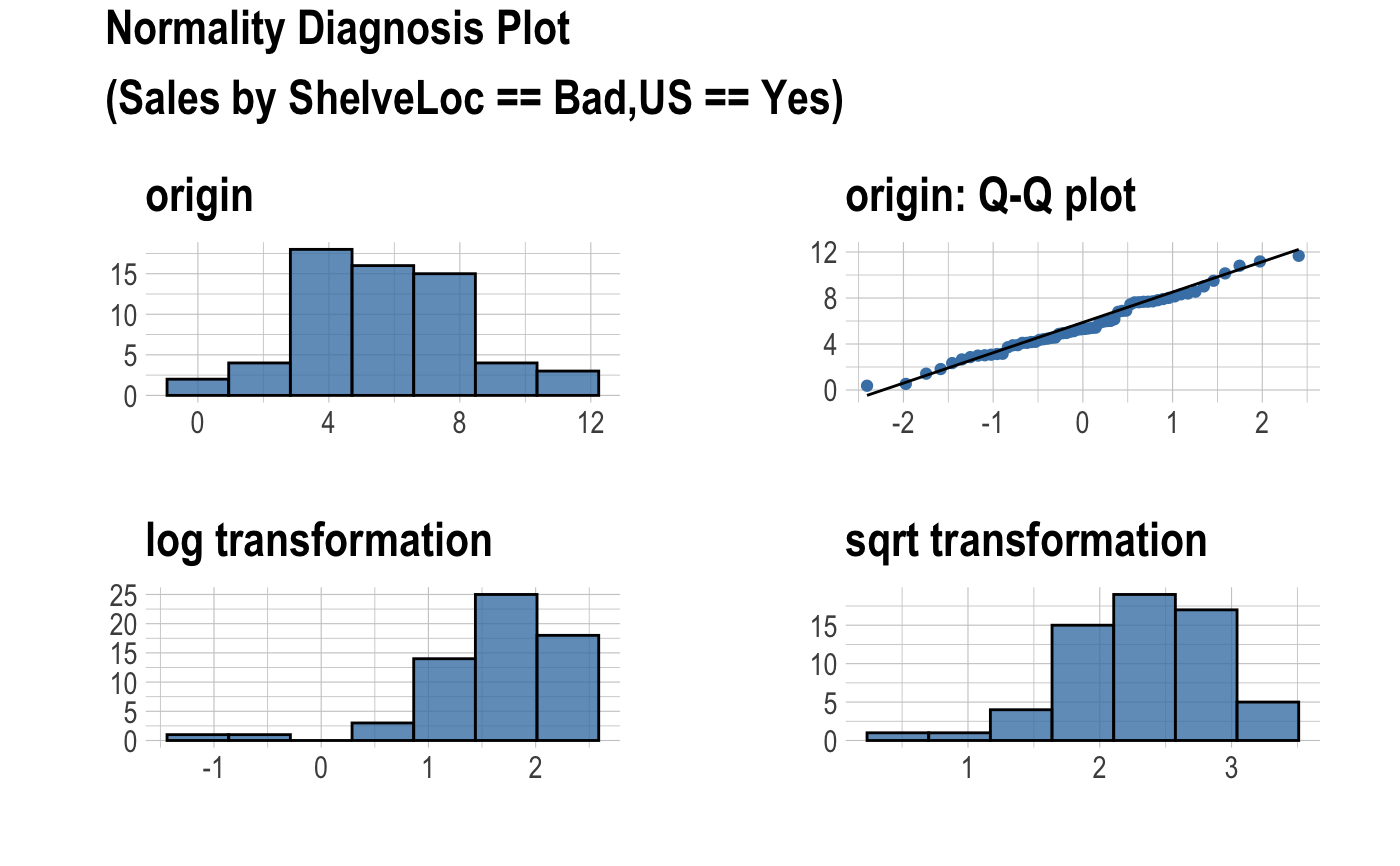 Normality Diagnosis Plot
(Sales by ShelveLoc == Bad,US == Yes)
origin
15
10
5
0
0 4 8 12
origin: Q-Q plot
12
8
4
0
-2 -1 0 1 2
log transformation
25
20
15
10
5
0
-1 0 1 2
sqrt transformation
15
10
5
0
1 2 3